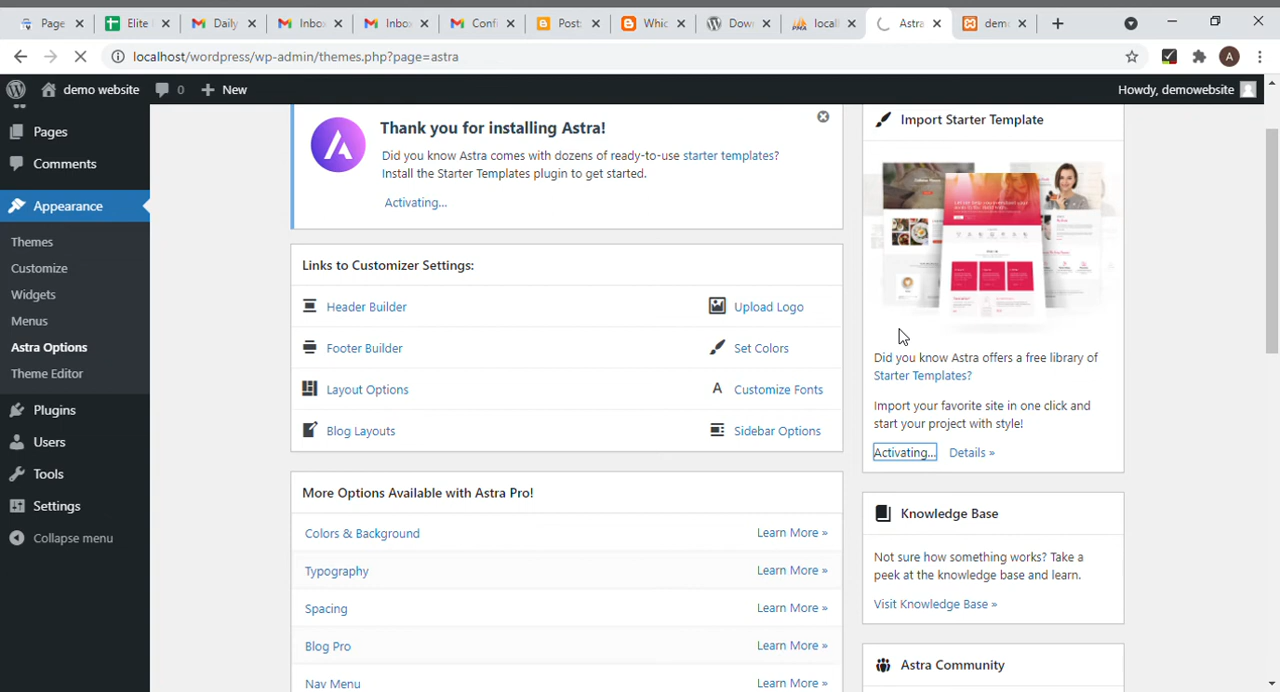 Page
Elite
Daily
Inbo
Inbo
Conf
Post
Whic
Dow
local
Astra
dem
localhost/wordpress/wp-admin/themes.php?page=astra
A
demo website
0
New
Howdy, demowebsite
Pages
Comments
Appearance
Themes
Customize
Widgets
Menus
Astra Options
Theme Editor
Plugins
Users
Tools
Settings
Collapse menu
Thank you for installing Astra!
Did you know Astra comes with dozens of ready-to-use starter templates?
Install the Starter Templates plugin to get started.
Activating...
Links to Customizer Settings:
Header Builder
Upload Logo
Footer Builder
Set Colors
Layout Options
A Customize Fonts
Blog Layouts
Sidebar Options
More Options Available with Astra Pro!
Colors & Background Learn More »
Typography Learn More »
Spacing Learn More »
Blog Pro Learn More »
Nav Menu Learn More »
Import Starter Template
Did you know Astra offers a free library of
Starter Templates?
Import your favorite site in one click and
start your project with style!
Activating... Details »
Knowledge Base
Not sure how something works? Take a
peek at the knowledge base and learn.
Visit Knowledge Base »
Astra Community